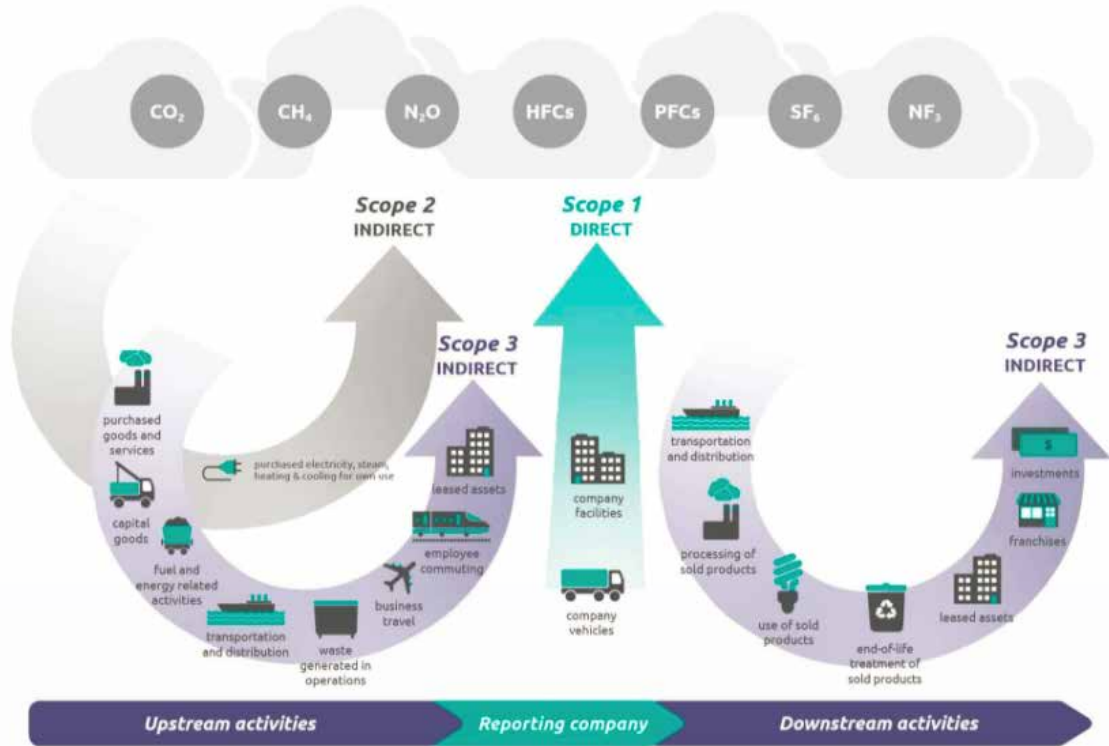 CO₂
CH₄
N₂O
HFCs
PFCs
SF₆
NF₃
Scope 2
INDIRECT
Scope 1
DIRECT
Scope 3
INDIRECT
Scope 3
INDIRECT
purchased
goods and
services
capital
goods
fuel and
energy related
activities
transportation
and distribution
waste
generated in
operations
business
travel
employee
commuting
leased assets
purchased electricity, steam,
heating & cooling for own use
company
facilities
company
vehicles
transportation
and distribution
processing of
sold products
use of sold
products
end-of-life
treatment of
sold products
leased assets
franchises
$
investments
Upstream activities
Reporting company
Downstream activities